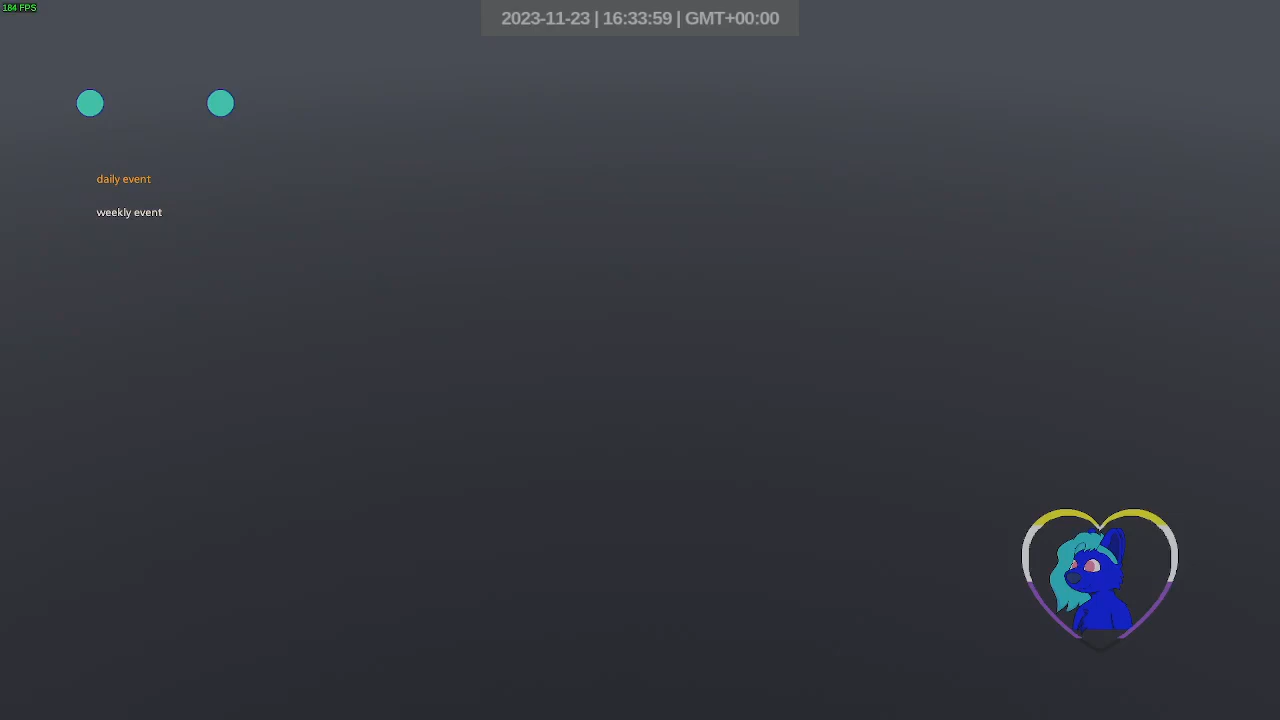 184 FPS
2023-11-23 | 16:33:59 | GMT+00:00
daily event
weekly event